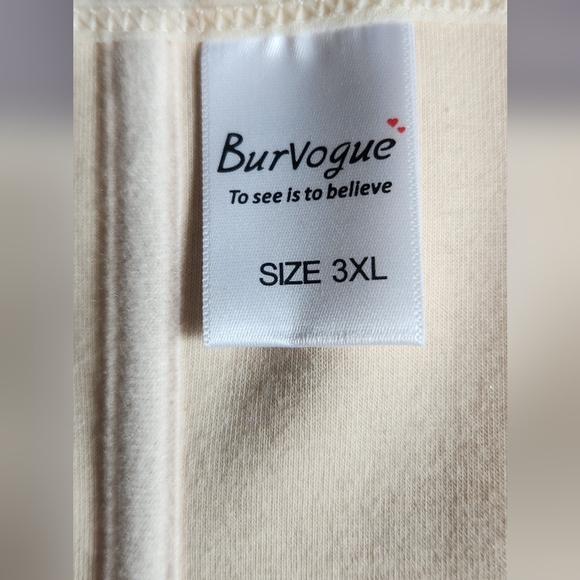 BurVogue
To see is to believe
SIZE 3XL